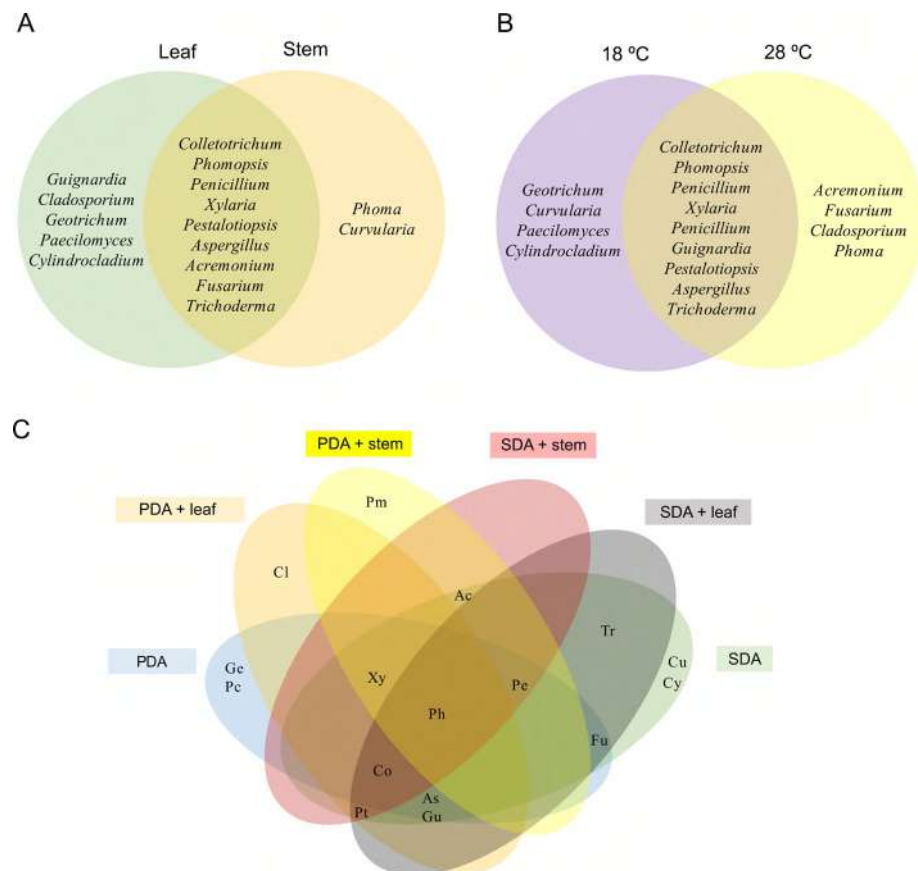 A
Leaf
Stem
Guignardia
Cladosporium
Geotrichum
Paecilomyces
Cylindrocladium
Colletotrichum
Phomopsis
Penicillium
Xylaria
Pestalotiopsis
Aspergillus
Acremonium
Fusarium
Trichoderma
Phoma
Curvularia
B
18 ºC
28 ºC
Geotrichum
Curvularia
Paecilomyces
Cylindrocladium
Colletotrichum
Phomopsis
Penicillium
Xylaria
Penicillium
Guignardia
Pestalotiopsis
Aspergillus
Trichoderma
Acremonium
Fusarium
Cladosporium
Phoma
C
PDA + stem
SDA + stem
PDA + leaf
SDA + leaf
PDA
SDA
Pm
Cl
Ac
Tr
Ge
Pc
Xy
Pe
Cu
Cy
Ph
Fu
Co
As
Gu
Pt